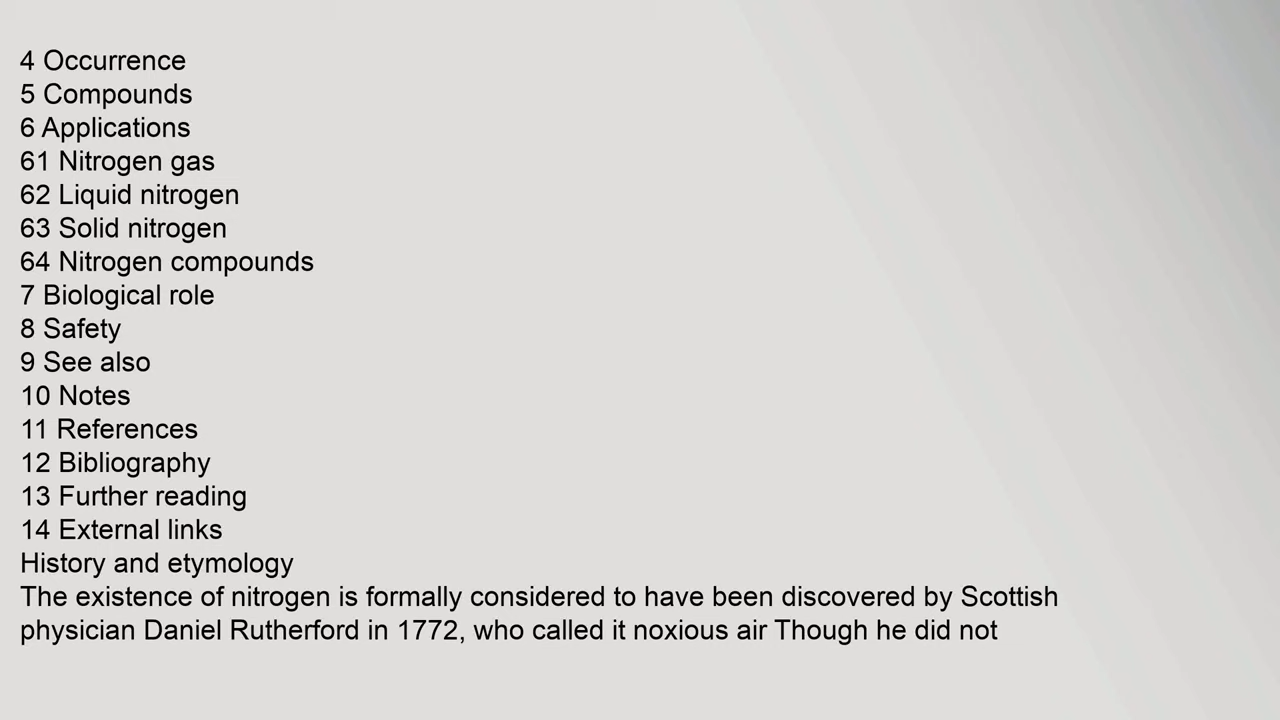 4 Occurrence
5 Compounds
6 Applications
61 Nitrogen gas
62 Liquid nitrogen
63 Solid nitrogen
64 Nitrogen compounds
7 Biological role
8 Safety
9 See also
10 Notes
11 References
12 Bibliography
13 Further reading
14 External links
History and etymology
The existence of nitrogen is formally considered to have been discovered by Scottish
physician Daniel Rutherford in 1772, who called it noxious air Though he did not